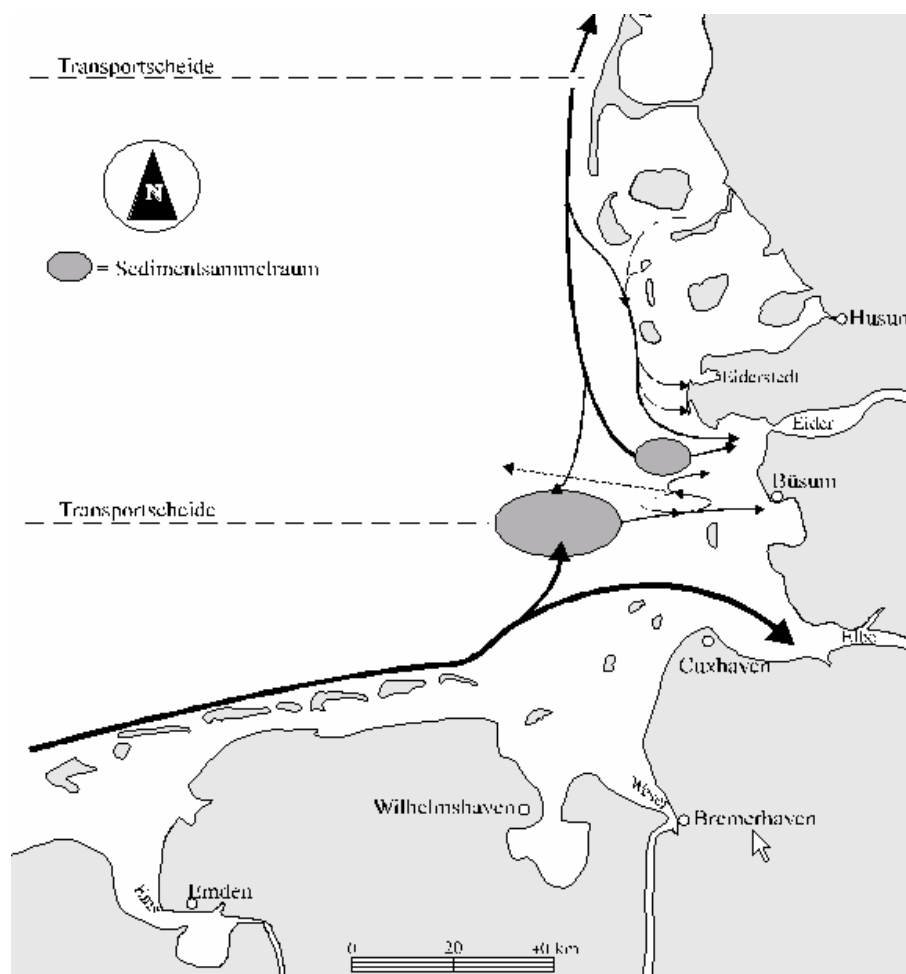 Transportscheide
N
= Sedimentsammelraum
Husum
Eiderstedt
Eider
Büsum
Transportscheide
Elbe
Cuxhaven
Wilhelmshaven
Weser
Bremerhaven
Ems
Emden
0 20 40 km